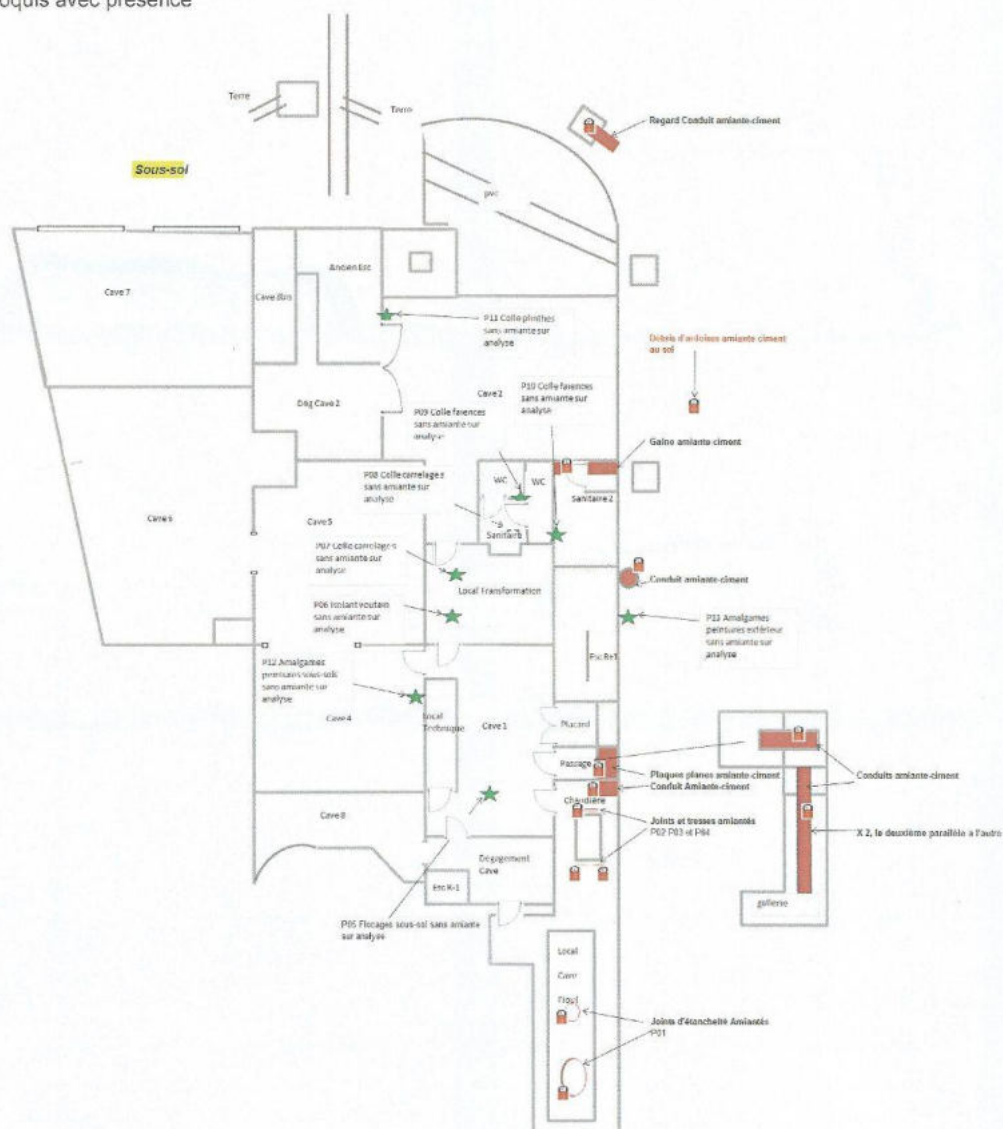 oquis avec présence
Terre
Terre
Regard Conduit amiante-ciment
Sous-sol
pvc
Ancien Esc
Cave 7
Cave Bus
P11 Colle plinthes
sans amiante sur
analyse
Débris d'ardoises amiante ciment
au sol
Dég Cave 2
Cave 2
P10 Colle faïences
sans amiante sur
analyse
P09 Colle faïences
sans amiante sur
analyse
Gaine amiante-ciment
P08 Colle carrelages
sans amiante sur
analyse
WC
WC
Sanitaire 2
Cave 6
Cave 5
Sanitaire
P07 Colle carrelages
sans amiante sur
analyse
Local Transformation
Conduit amiante-ciment
P06 Isolant voutain
sans amiante sur
analyse
P13 Amalgames
peintures extérieur
sans amiante sur
analyse
P12 Amalgames
peintures sous-sols
sans amiante sur
analyse
Cave 4
Local
Technique
Cave 1
Placard
Passage
Plaques planes amiante-ciment
Conduit Amiante-ciment
Conduits amiante-ciment
Chaudière
Cave 8
Joints et tresses amiantés
P02 P03 et P04
X 2, le deuxième parallèle à l'autre
Dégagement
Cave
Esc R-1
gallerie
P05 Flocages sous-sol sans amiante
sur analyse
Local
Joints d'étanchéité Amiantés
P01